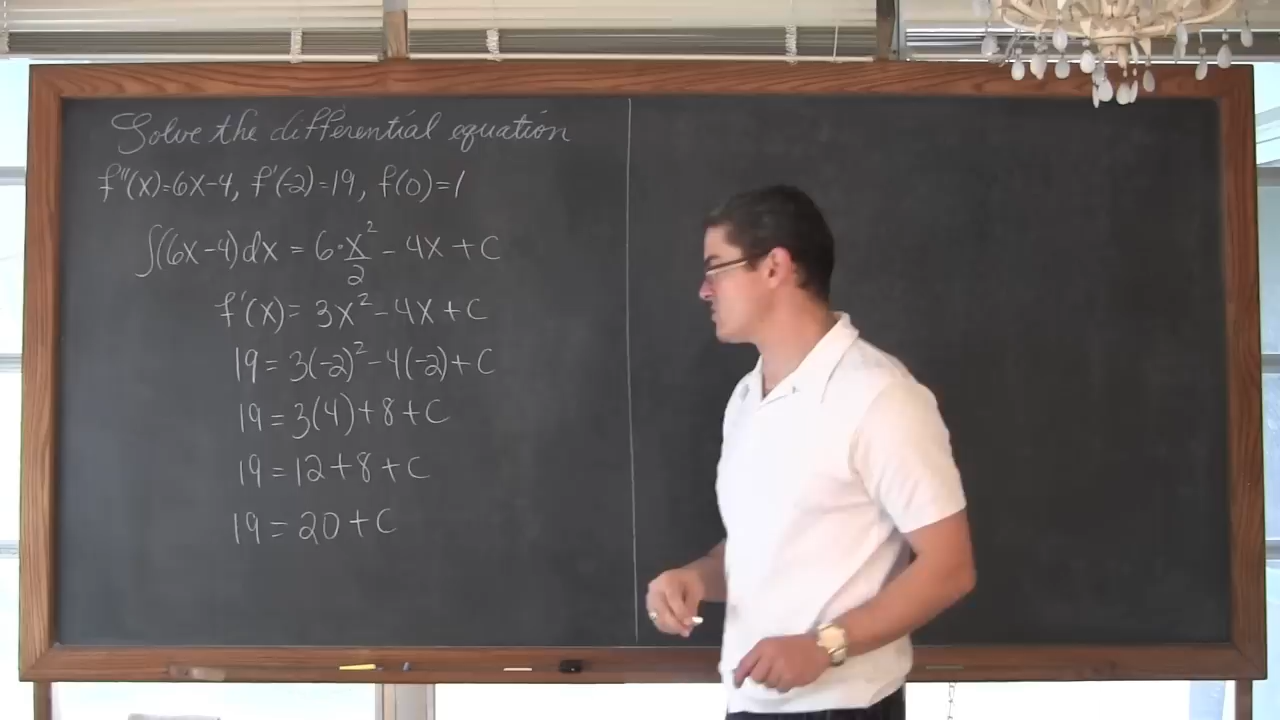 Solve the differential equation
f''(x)=6x-4, f'(-2)=19, f(0)=1
∫(6x-4)dx = 6·x²/2 - 4x + C
f'(x)= 3x²-4x+C
19=3(-2)²-4(-2)+C
19=3(4)+8+C
19=12+8+C
19=20+C